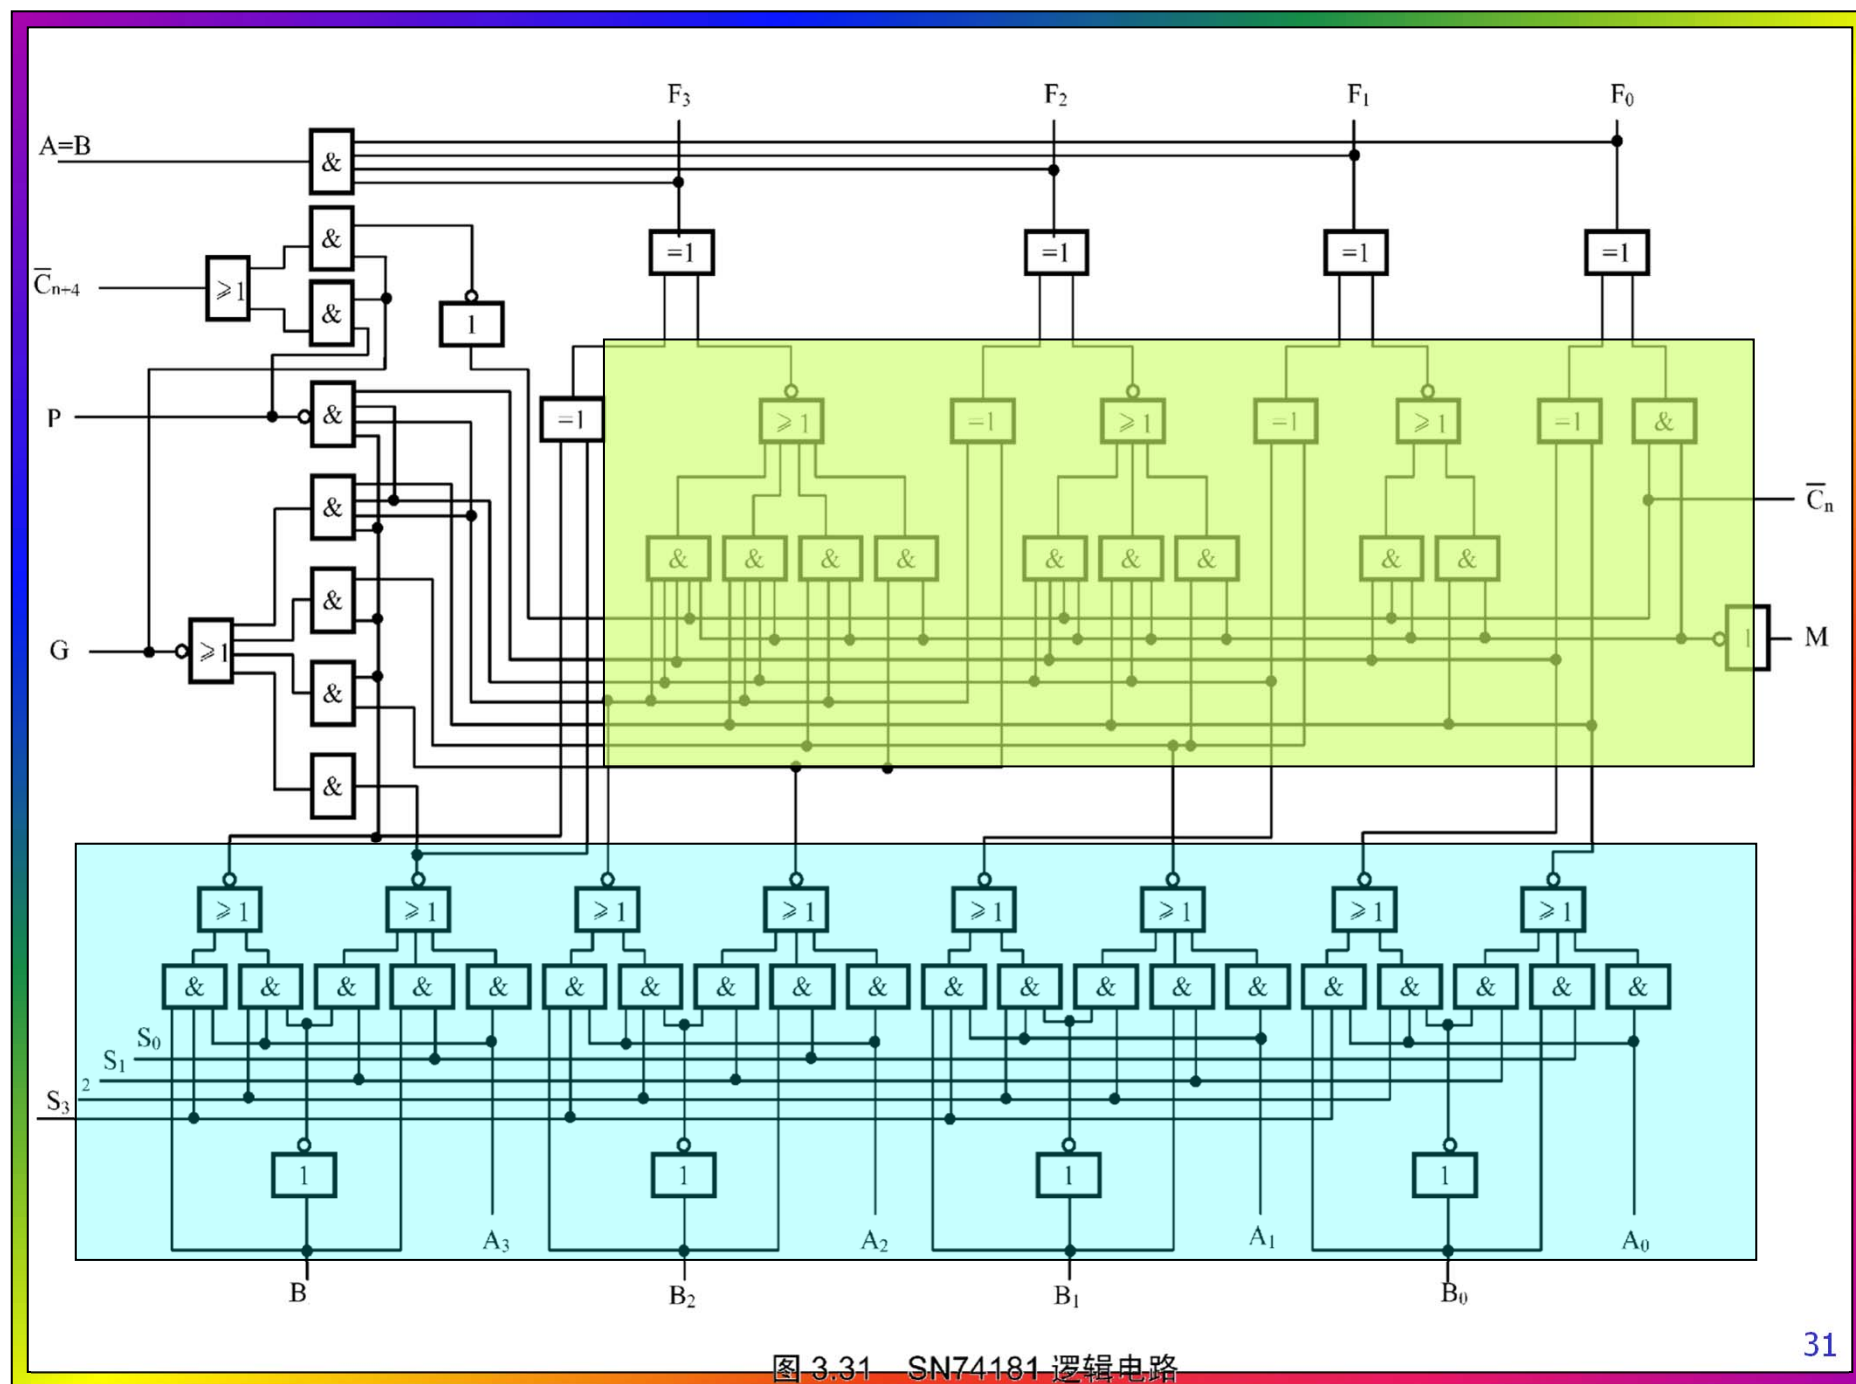 F₃ F₂ F₁ F₀
A=B &
=1 =1 =1 =1
&
C̅ₙ₊₄ ≥1 & 1
P & =1 ≥1 =1 ≥1 =1 ≥1 =1 &
& C̅ₙ
& & & & & & & & &
&
G ≥1 1 M
&
&
≥1 ≥1 ≥1 ≥1 ≥1 ≥1 ≥1 ≥1
& & & & & & & & & & & & & & & & & & & &
S₀
S₁
2
S₃
1 1 1 1
A₃ A₂ A₁ A₀
B B₂ B₁ B₀
31
图 3.31 SN74181 逻辑电路